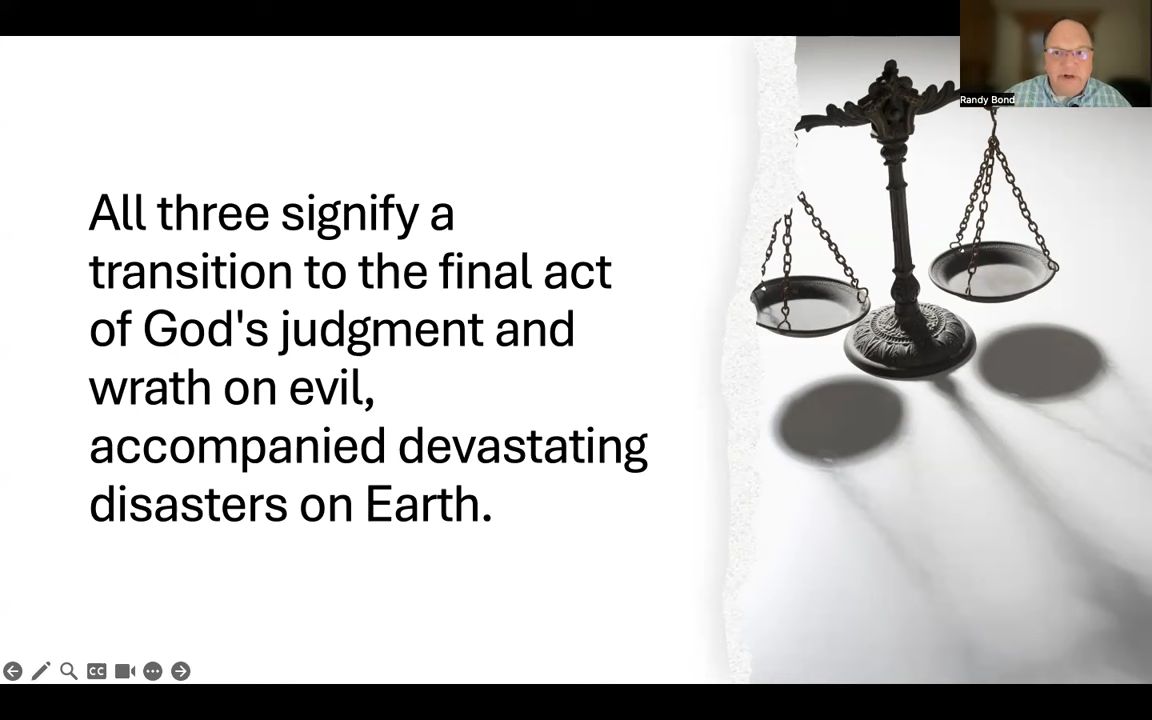 Randy Bond
All three signify a
transition to the final act
of God's judgment and
wrath on evil,
accompanied devastating
disasters on Earth.
CC